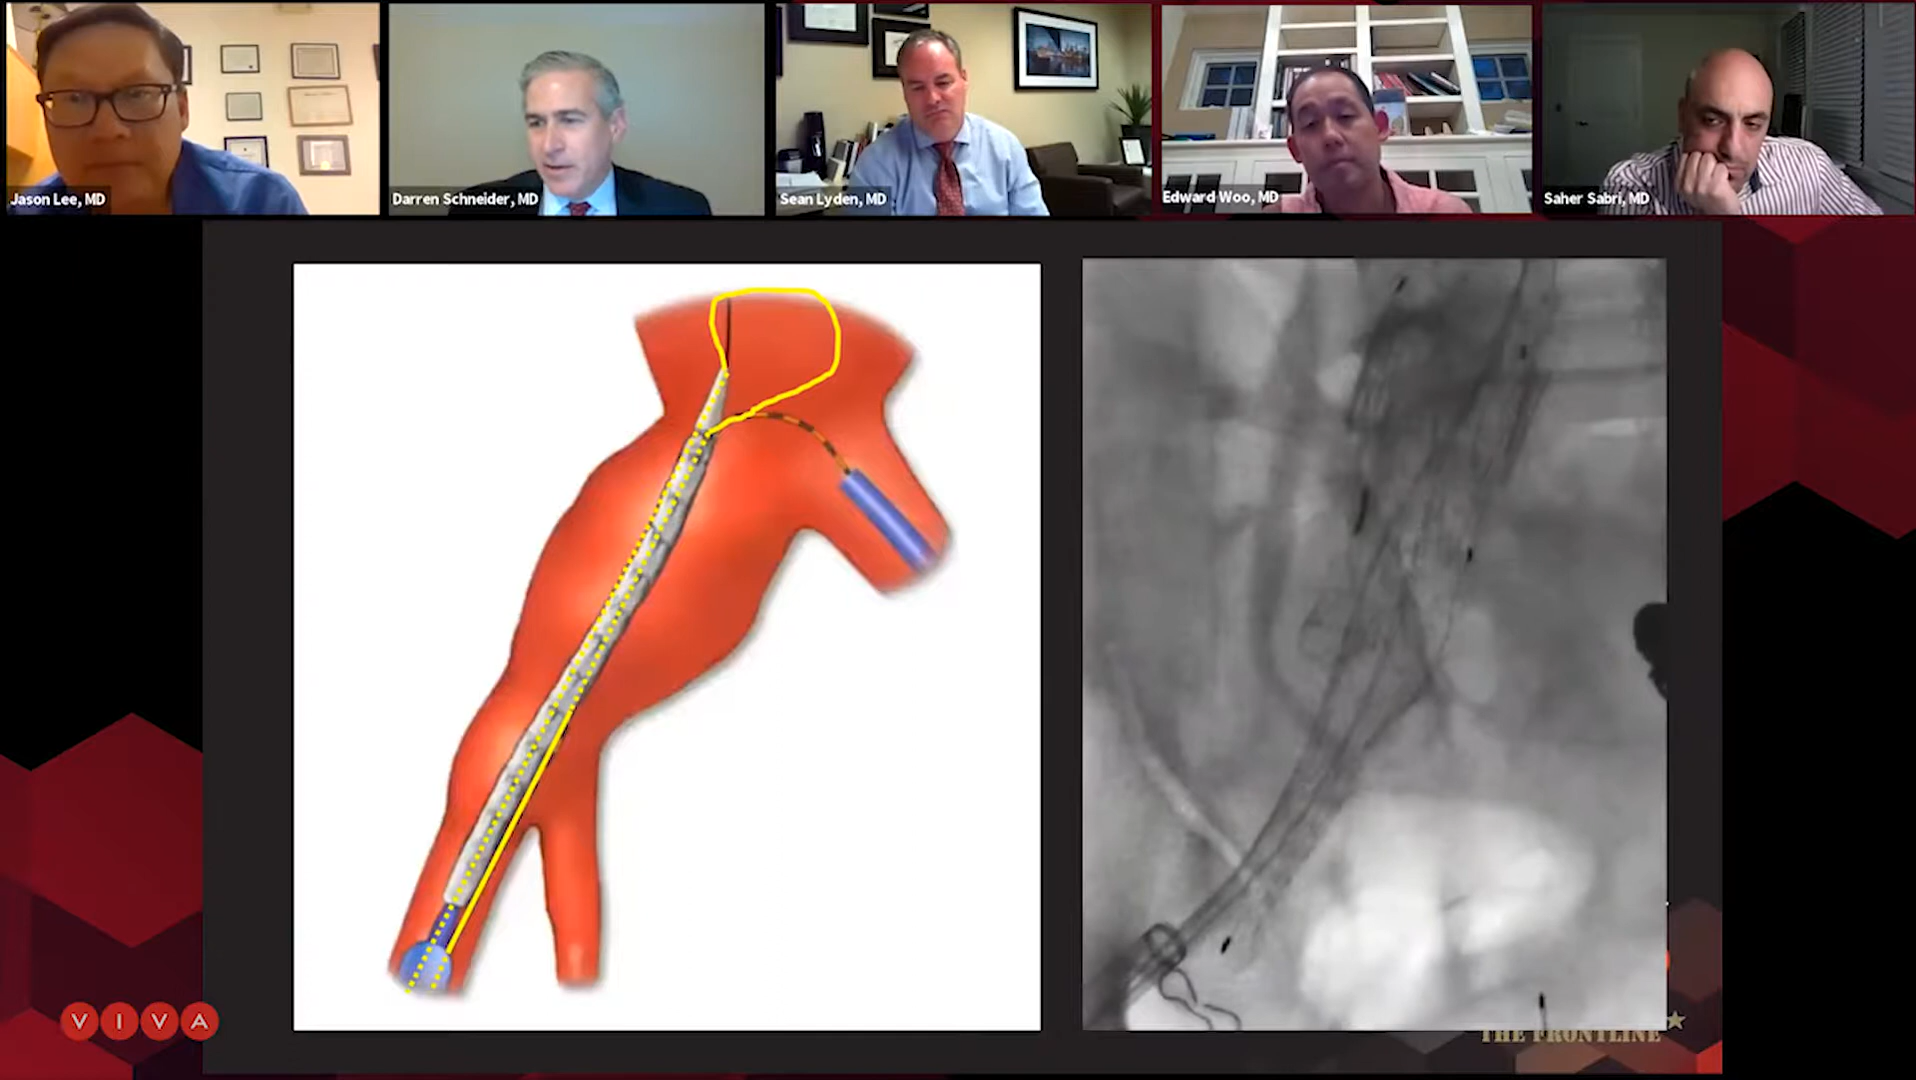 Jason Lee, MD
Darren Schneider, MD
Sean Lyden, MD
Edward Woo, MD
Saher Sabri, MD
VIVA
THE FRONTLINE